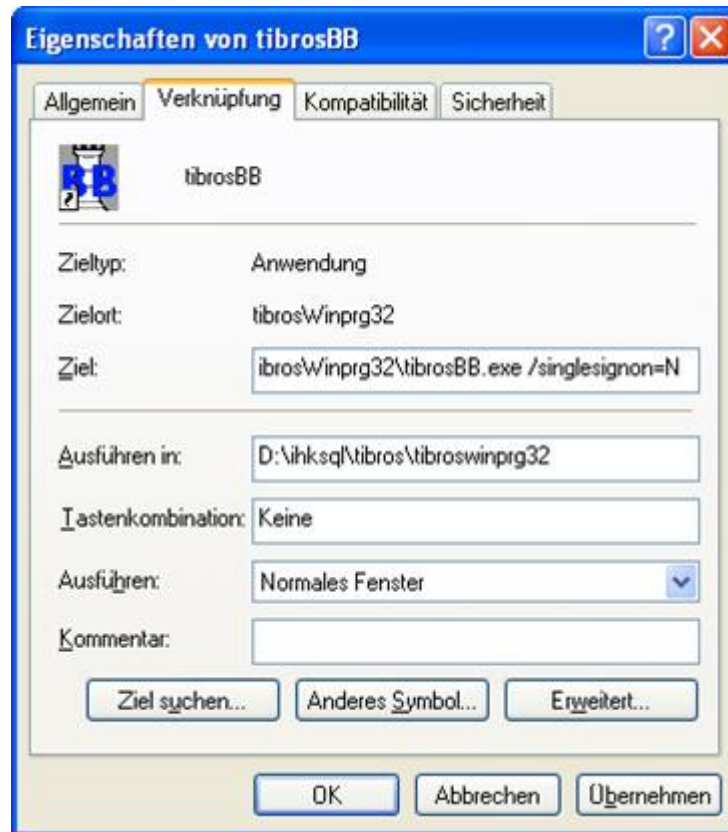 Eigenschaften von tibrosBB
Allgemein Verknüpfung Kompatibilität Sicherheit
BB tibrosBB
Zieltyp: Anwendung
Zielort: tibrosWinprg32
Ziel: ibrosWinprg32\tibrosBB.exe /singlesignon=N
Ausführen in: D:\ihksql\tibros\tibroswinprg32
Tastenkombination: Keine
Ausführen: Normales Fenster
Kommentar:
Ziel suchen... Anderes Symbol... Erweitert...
OK Abbrechen Übernehmen